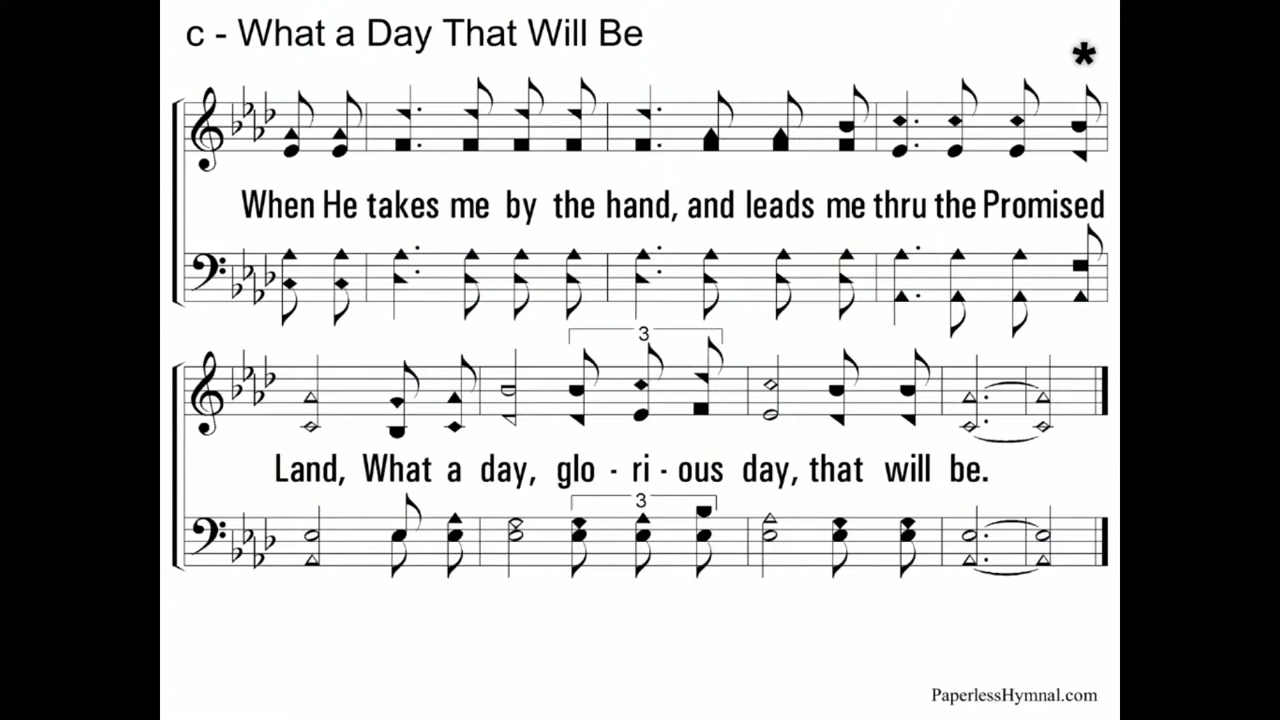 c - What a Day That Will Be
*
When He takes me by the hand, and leads me thru the Promised
3
Land, What a day, glo - ri - ous day, that will be.
3
PaperlessHymnal.com